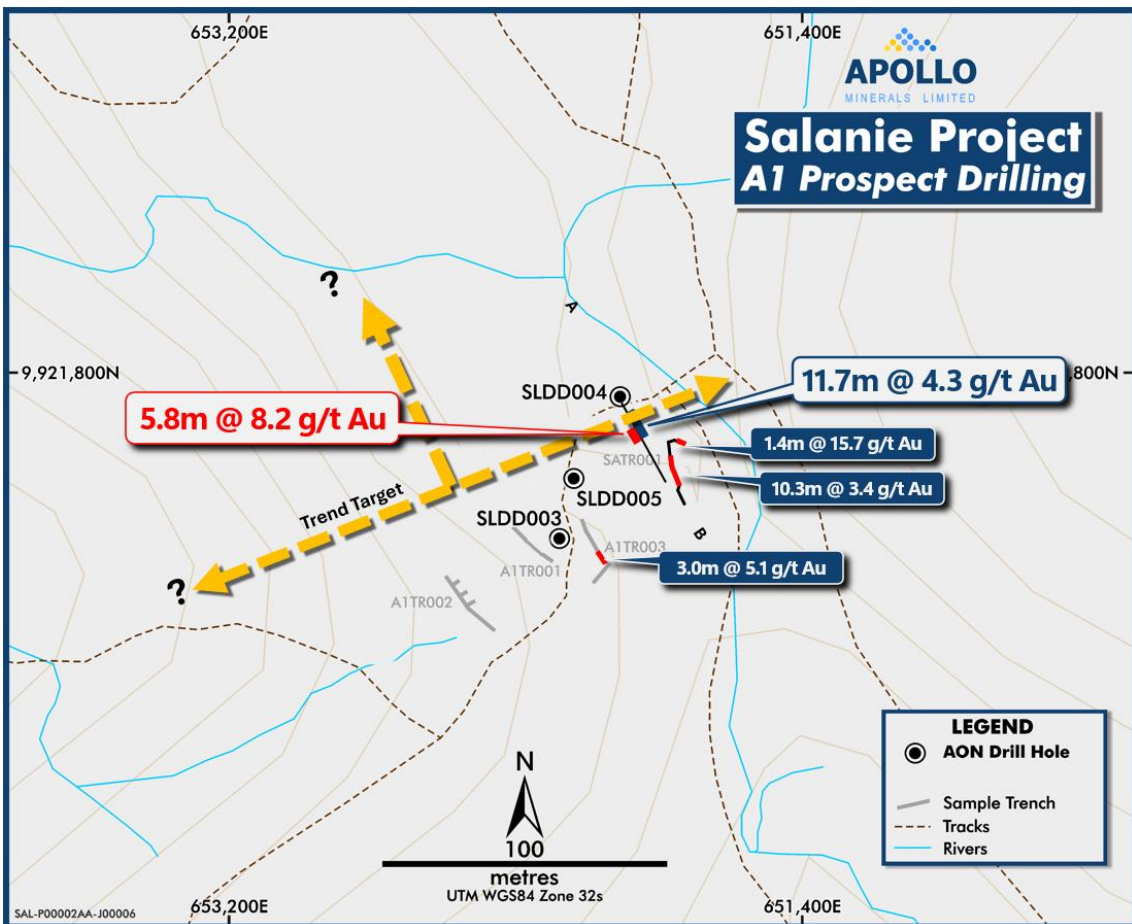 653,200E
651,400E
APOLLO
MINERALS LIMITED
Salanie Project
A1 Prospect Drilling
?
A
9,921,800N
,800N
SLDD004
11.7m @ 4.3 g/t Au
5.8m @ 8.2 g/t Au
SATR001
1.4m @ 15.7 g/t Au
10.3m @ 3.4 g/t Au
Trend Target
SLDD005
SLDD003
B
A1TR003
A1TR001
3.0m @ 5.1 g/t Au
?
A1TR002
LEGEND
AON Drill Hole
Sample Trench
Tracks
Rivers
N
100
metres
UTM WGS84 Zone 32s
SAL-P00002AA-J00006
653,200E
651,400E